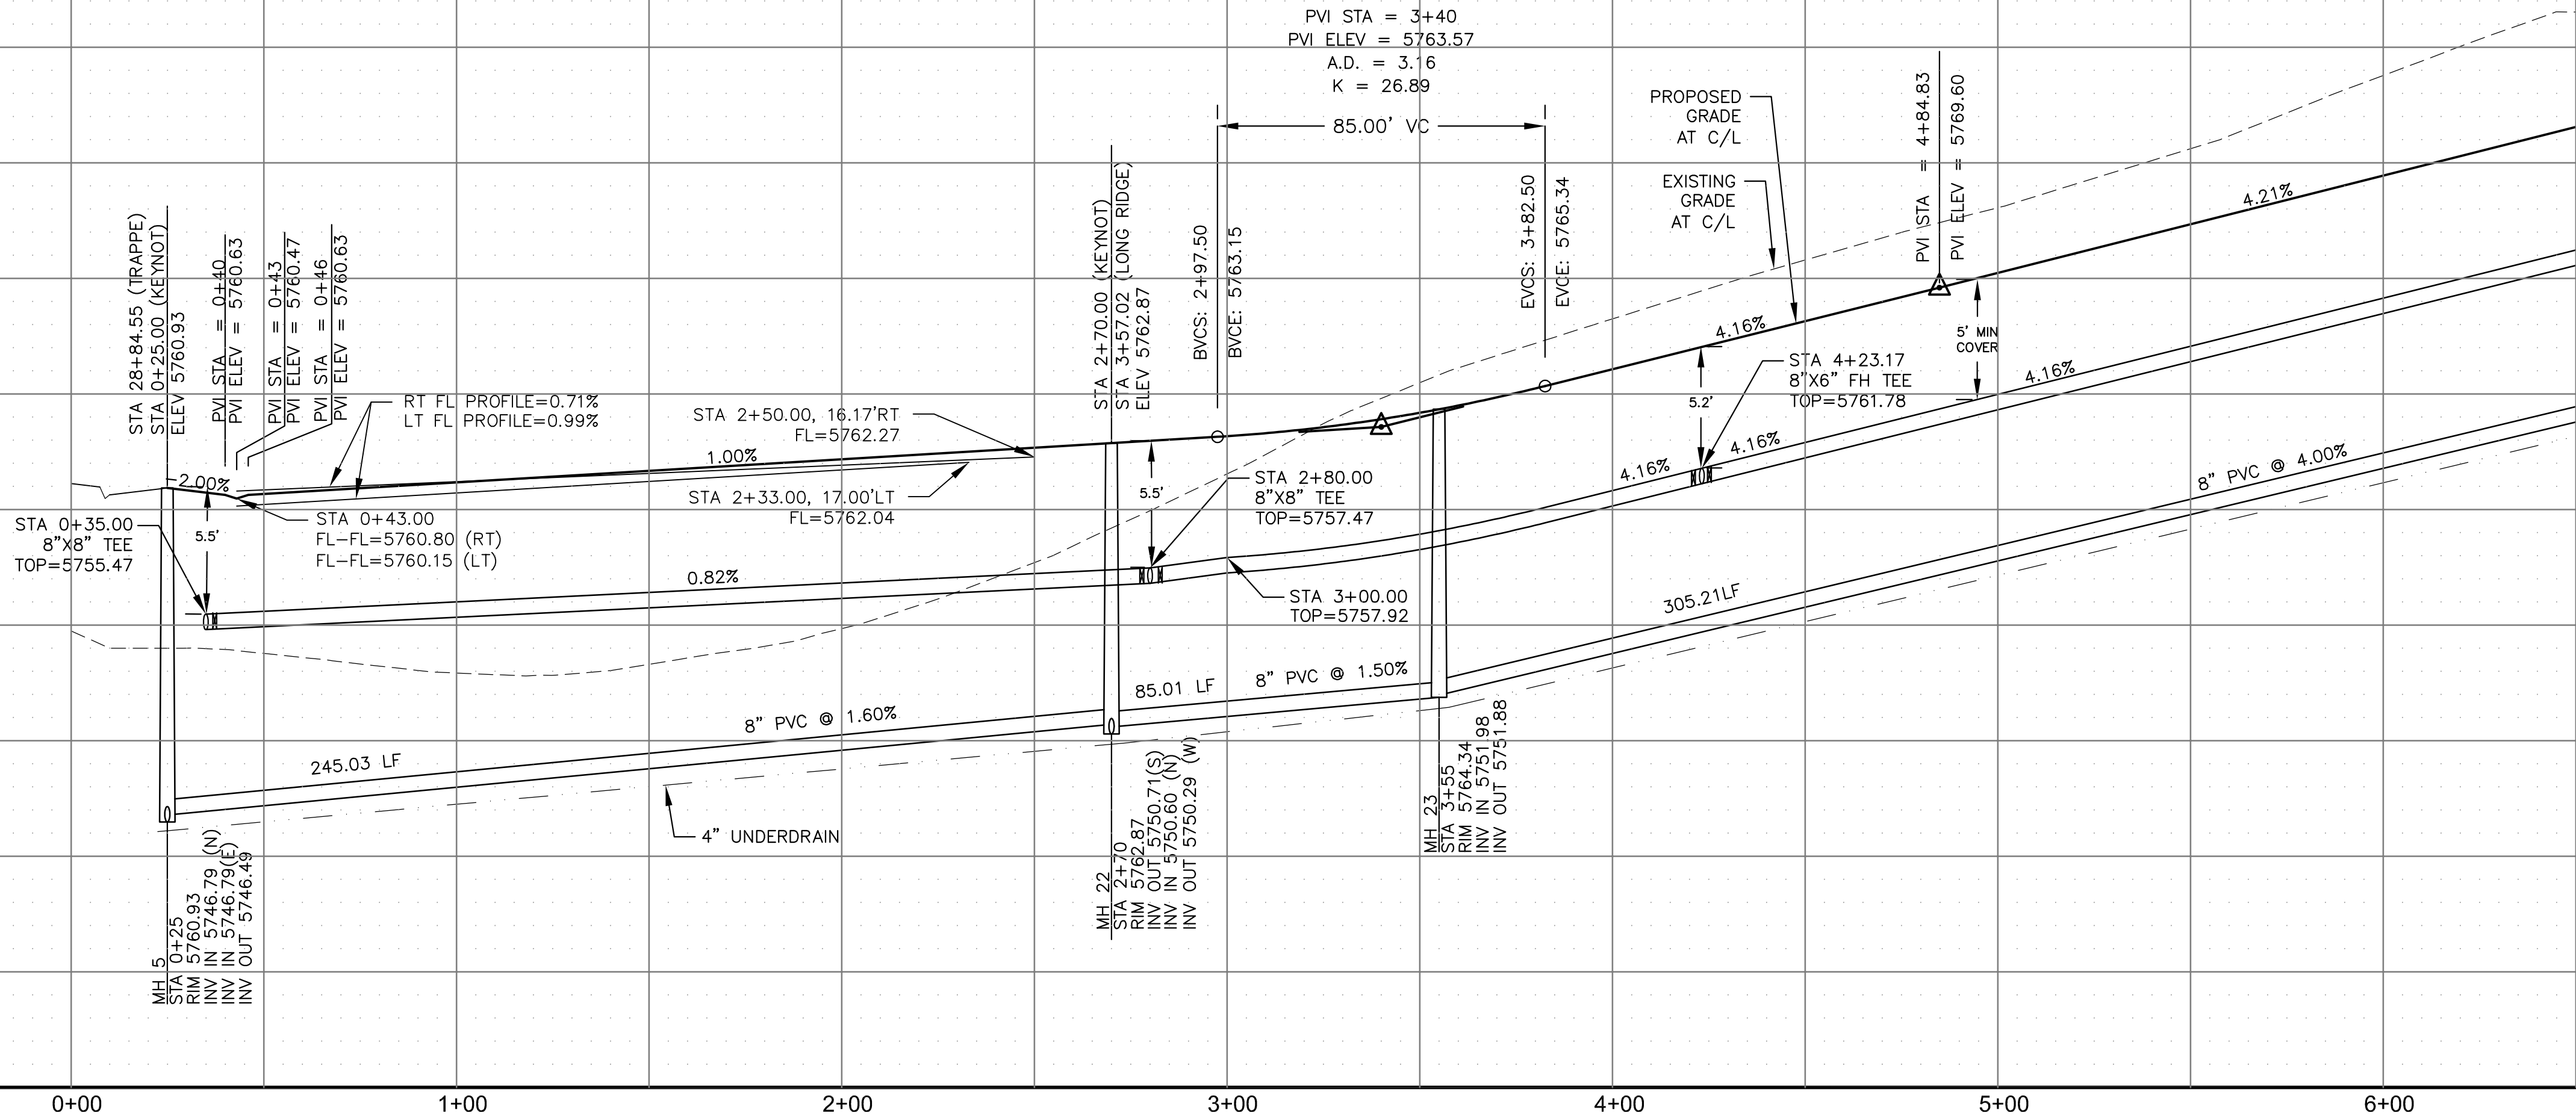 PVI STA = 3+40
PVI ELEV = 5763.57
A.D. = 3.16
K = 26.89
85.00' VC
PROPOSED
GRADE
AT C/L
EXISTING
GRADE
AT C/L
PVI STA = 4+84.83
PVI ELEV = 5769.60
4.21%
STA 28+84.55 (TRAPPE)
STA 0+25.00 (KEYNOT)
ELEV 5760.93
PVI STA = 0+40
PVI ELEV = 5760.63
PVI STA = 0+43
PVI ELEV = 5760.47
PVI STA = 0+46
PVI ELEV = 5760.63
STA 2+70.00 (KEYNOT)
STA 3+57.02 (LONG RIDGE)
ELEV 5762.87
BVCS: 2+97.50
BVCE: 5763.15
EVCS: 3+82.50
EVCE: 5765.34
4.16%
5' MIN
COVER
STA 4+23.17
8"X6" FH TEE
TOP=5761.78
5.2'
4.16%
4.16%
4.16%
RT FL PROFILE=0.71%
LT FL PROFILE=0.99%
STA 2+50.00, 16.17'RT
FL=5762.27
1.00%
2.00%
STA 2+33.00, 17.00'LT
FL=5762.04
5.5'
STA 2+80.00
8"X8" TEE
TOP=5757.47
STA 0+35.00
8"X8" TEE
TOP=5755.47
5.5'
STA 0+43.00
FL-FL=5760.80 (RT)
FL-FL=5760.15 (LT)
0.82%
STA 3+00.00
TOP=5757.92
8" PVC @ 4.00%
305.21LF
8" PVC @ 1.50%
85.01 LF
8" PVC @ 1.60%
245.03 LF
4" UNDERDRAIN
MH 5
STA 0+25
RIM 5760.93
INV IN 5746.79 (N)
INV IN 5746.79(E)
INV OUT 5746.49
MH 22
STA 2+70
RIM 5762.87
INV OUT 5750.71(S)
INV IN 5750.60 (N)
INV OUT 5750.29 (W)
MH 23
STA 3+55
RIM 5764.34
INV IN 5751.98
INV OUT 5751.88
0+00
1+00
2+00
3+00
4+00
5+00
6+00